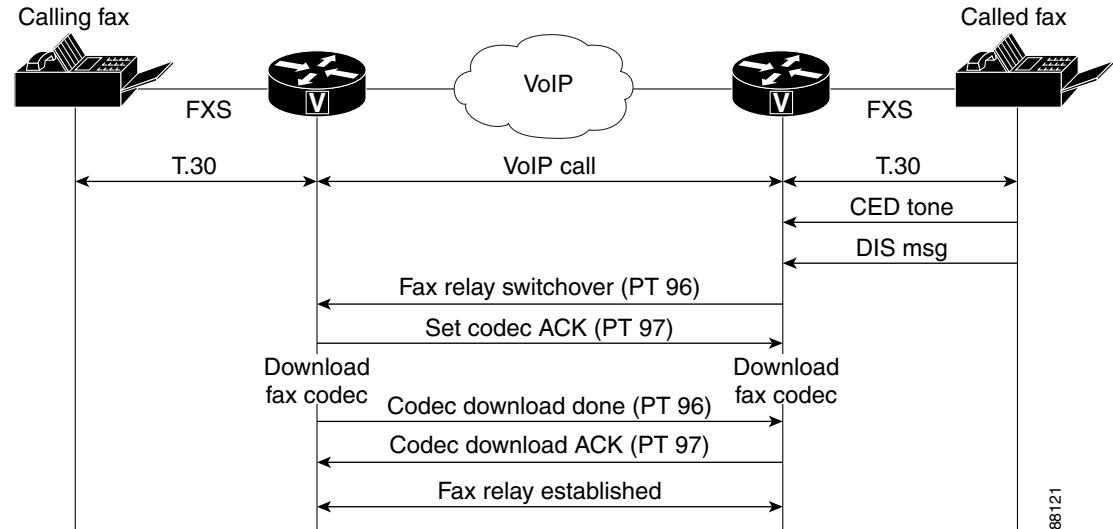 Calling fax
Called fax
VoIP
V
V
FXS
FXS
T.30
VoIP call
T.30
CED tone
DIS msg
Fax relay switchover (PT 96)
Set codec ACK (PT 97)
Download
fax codec
Download
fax codec
Codec download done (PT 96)
Codec download ACK (PT 97)
Fax relay established
88121